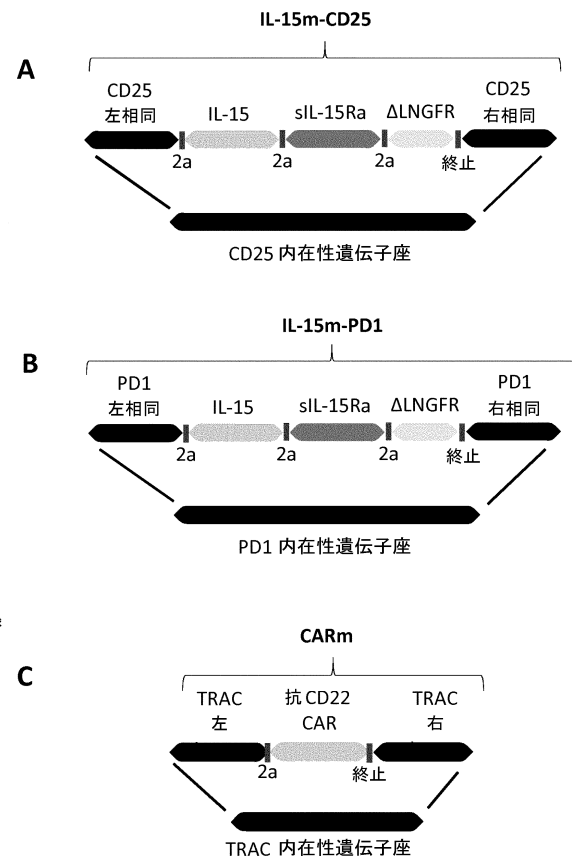 IL-15m-CD25
A
CD25
左相同
IL-15
sIL-15Ra
ΔLNGFR
CD25
右相同
2a
2a
2a
終止
CD25 内在性遺伝子座
IL-15m-PD1
B
PD1
左相同
IL-15
sIL-15Ra
ΔLNGFR
PD1
右相同
2a
2a
2a
終止
PD1 内在性遺伝子座
CARm
C
TRAC
左
抗CD22
CAR
TRAC
右
2a
終止
TRAC 内在性遺伝子座